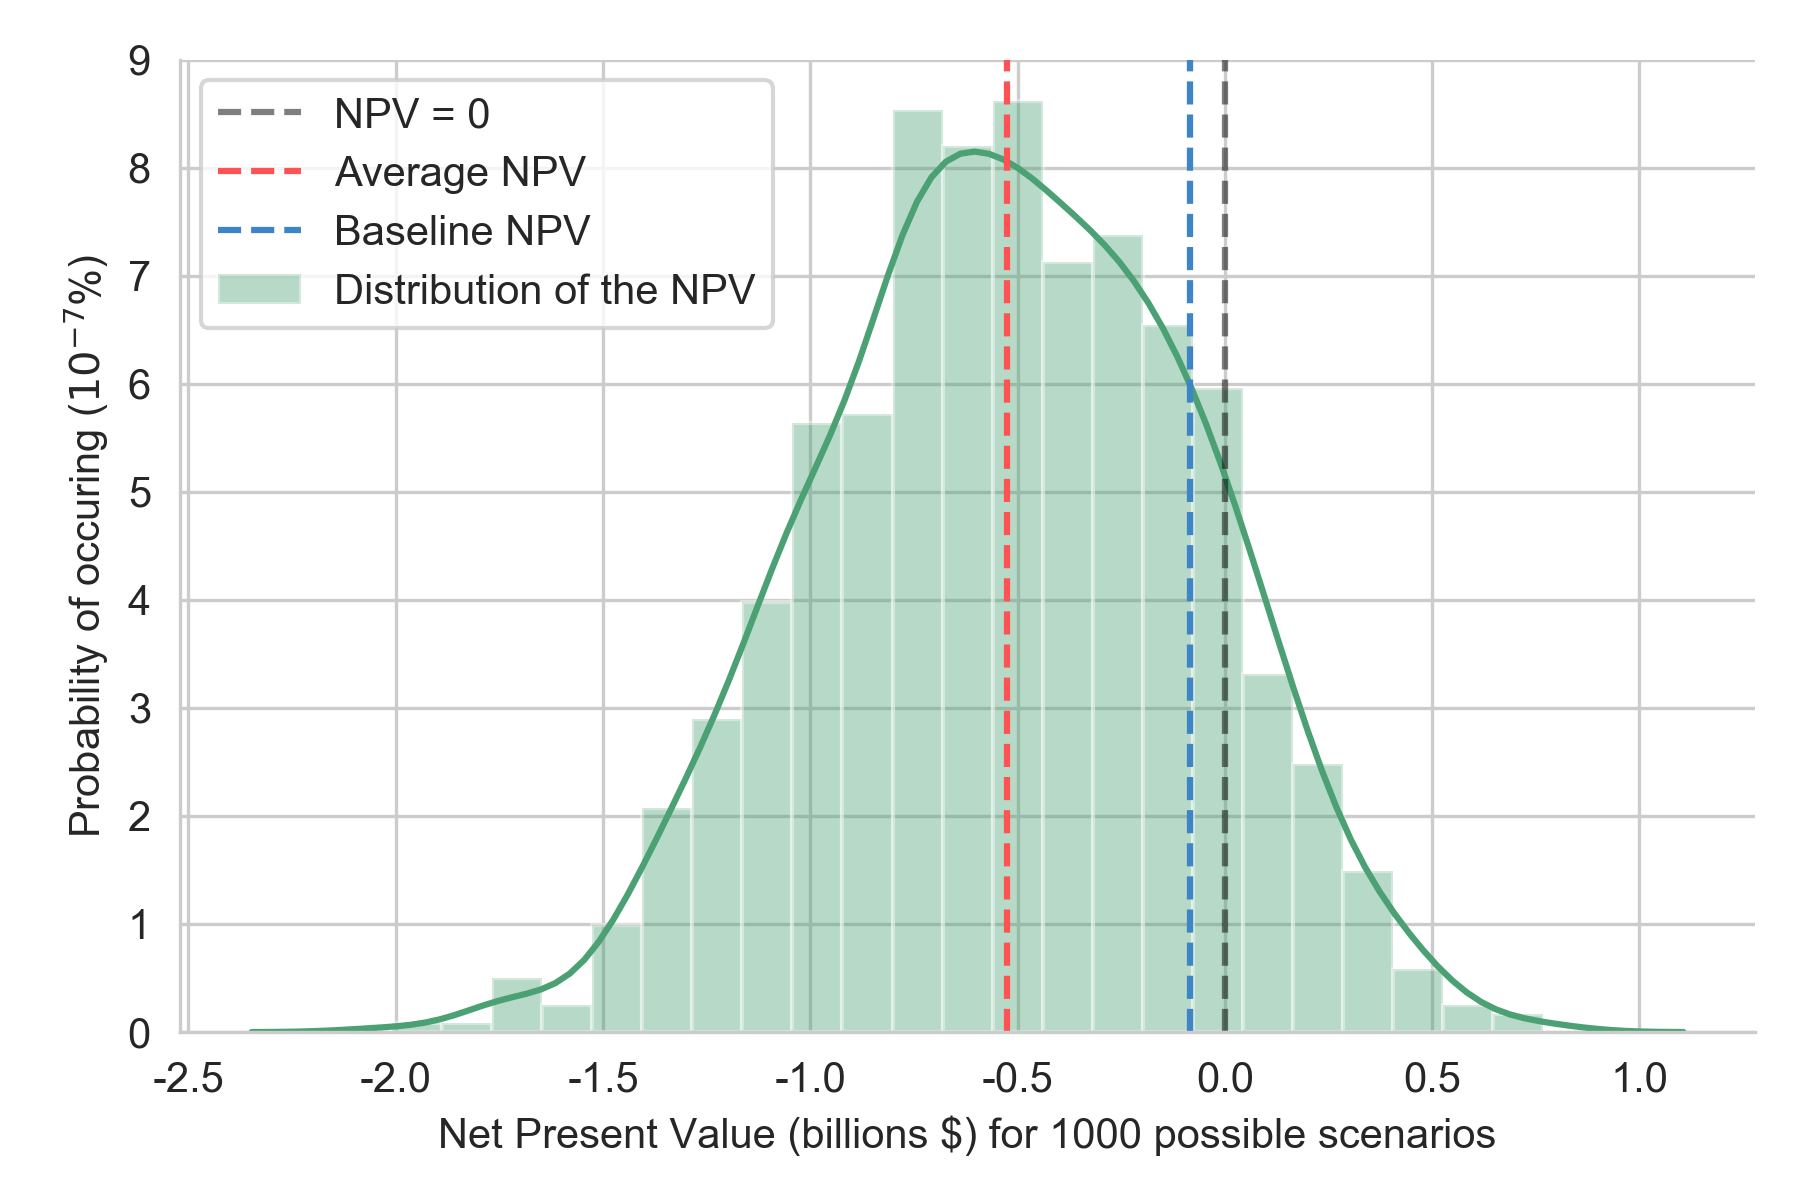 9
8
7
6
5
4
3
2
1
0
Probability of occuring (10⁻⁷%)
NPV = 0
Average NPV
Baseline NPV
Distribution of the NPV
-2.5 -2.0 -1.5 -1.0 -0.5 0.0 0.5 1.0
Net Present Value (billions $) for 1000 possible scenarios